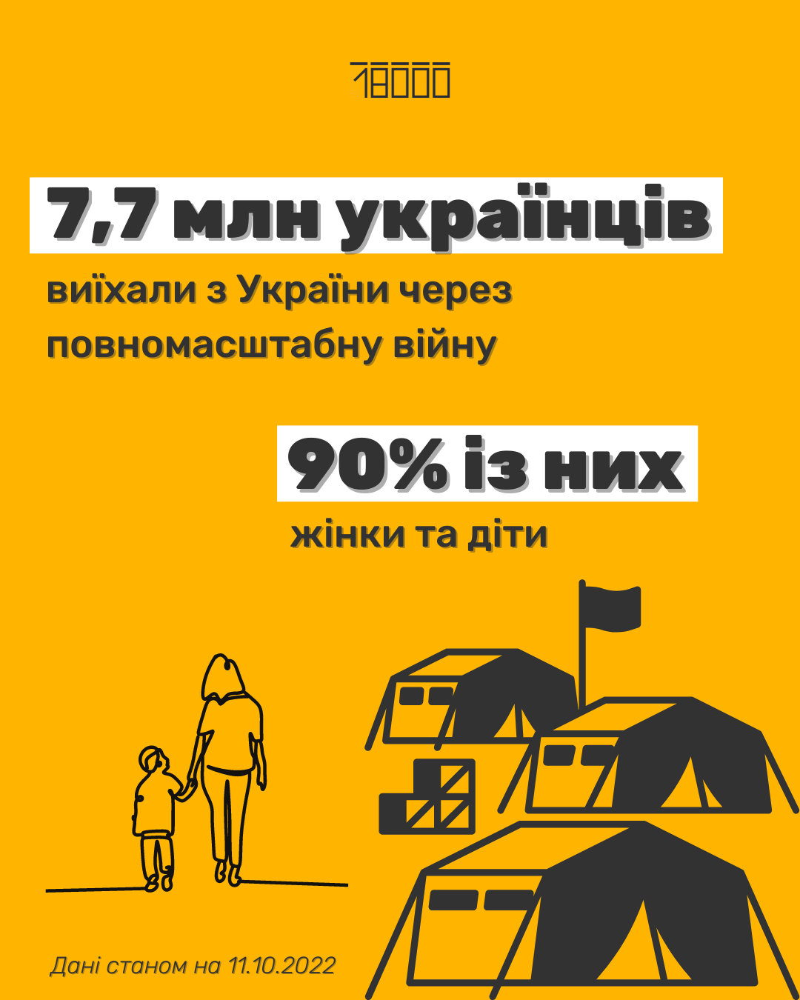 18000
7,7 млн українців
виїхали з України через
повномасштабну війну
90% із них
жінки та діти
Дані станом на 11.10.2022